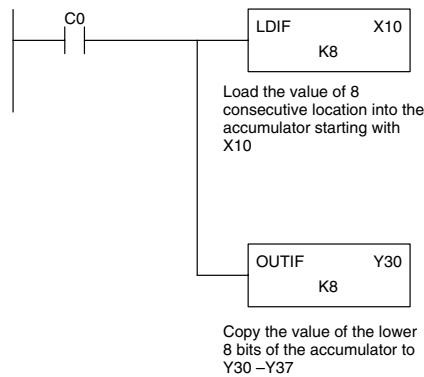 C0
LDIF X10
K8
Load the value of 8
consecutive location into the
accumulator starting with
X10
OUTIF Y30
K8
Copy the value of the lower
8 bits of the accumulator to
Y30 –Y37